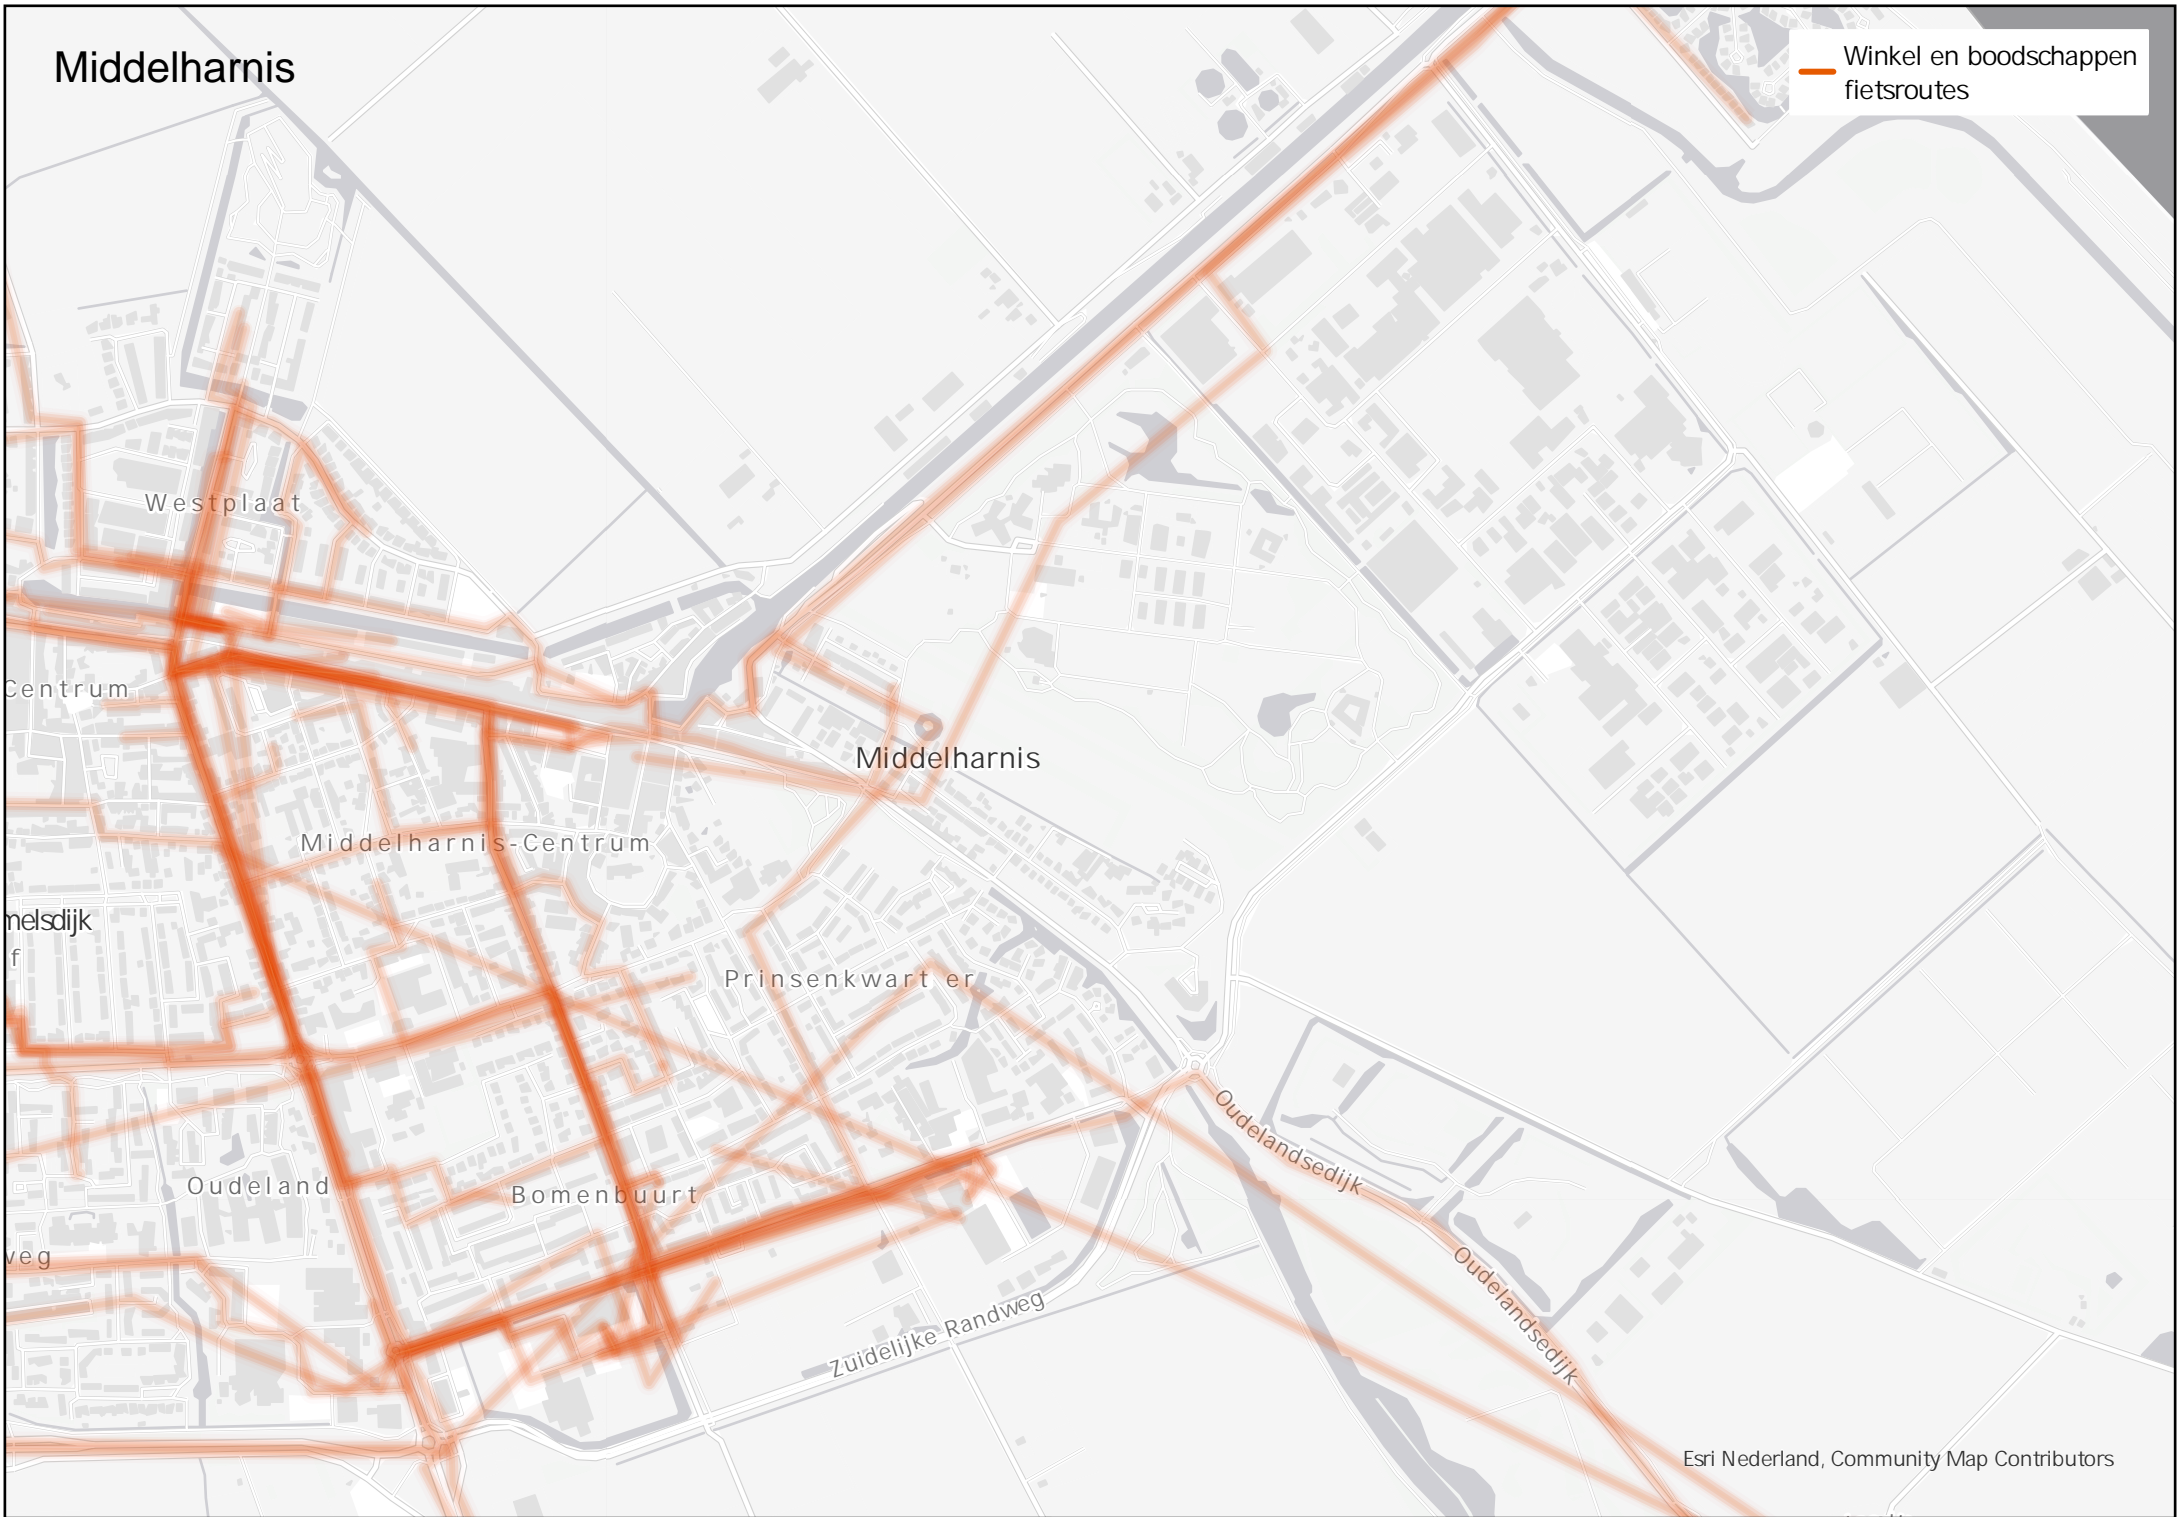 Middelharnis
Winkel en boodschappen
fietsroutes
Westplaat
Centrum
Middelharnis
Middelharnis-Centrum
melsdijk
f
Prinsenkwart er
Oudelandsedijk
Oudeland
Bomenbuurt
weg
Oudelandsedijk
Zuidelijke Randweg
Esri Nederland, Community Map Contributors